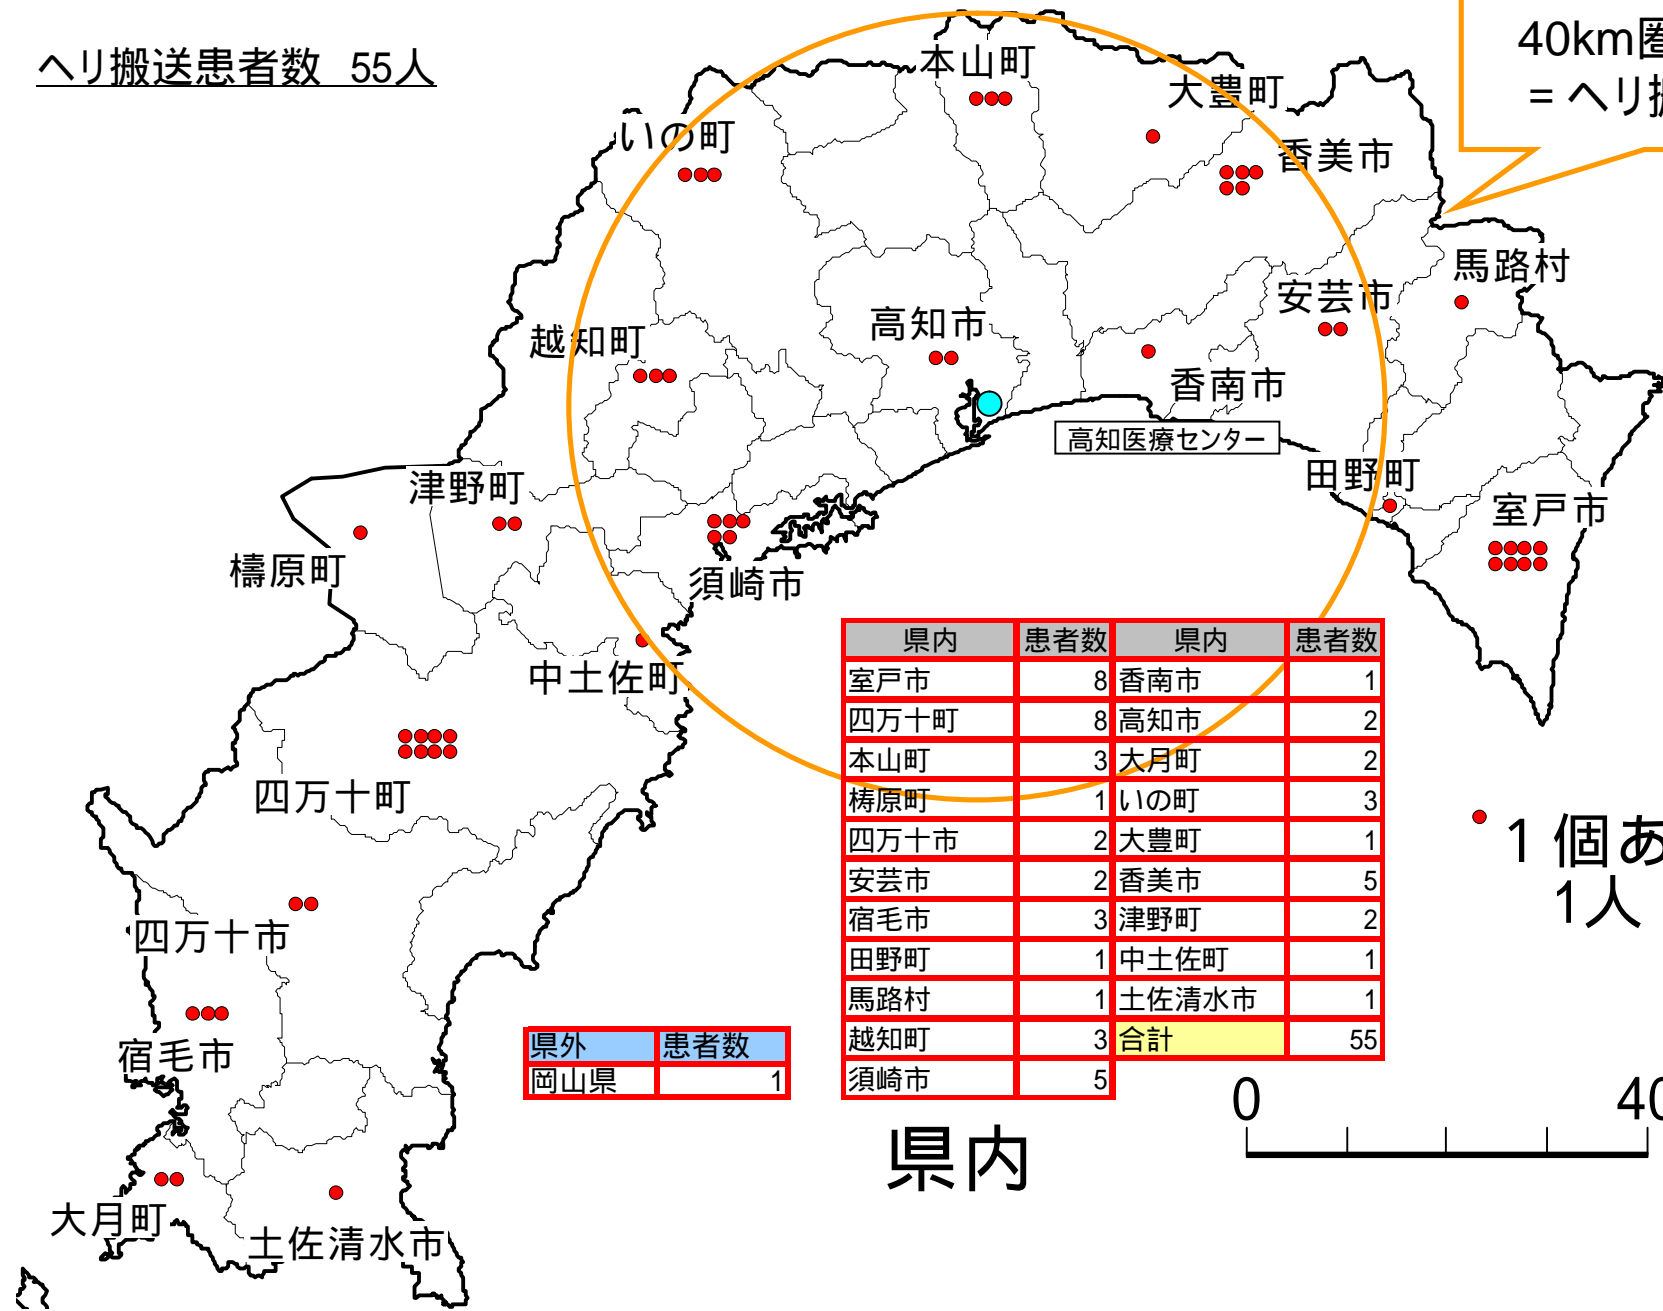 ヘリ搬送患者数 55人
40km圏
= ヘリ搬
本山町
大豊町
いの町
香美市
馬路村
安芸市
高知市
越知町
香南市
高知医療センター
田野町
津野町
室戸市
檮原町
須崎市
中土佐町
四万十町
四万十市
宿毛市
大月町
土佐清水市
県内 患者数 県内 患者数
室戸市 8 香南市 1
四万十町 8 高知市 2
本山町 3 大月町 2
梼原町 1 いの町 3
四万十市 2 大豊町 1
安芸市 2 香美市 5
宿毛市 3 津野町 2
田野町 1 中土佐町 1
馬路村 1 土佐清水市 1
越知町 3 合計 55
須崎市 5
県外 患者数
岡山県 1
1個あ
1人
0 40
県内